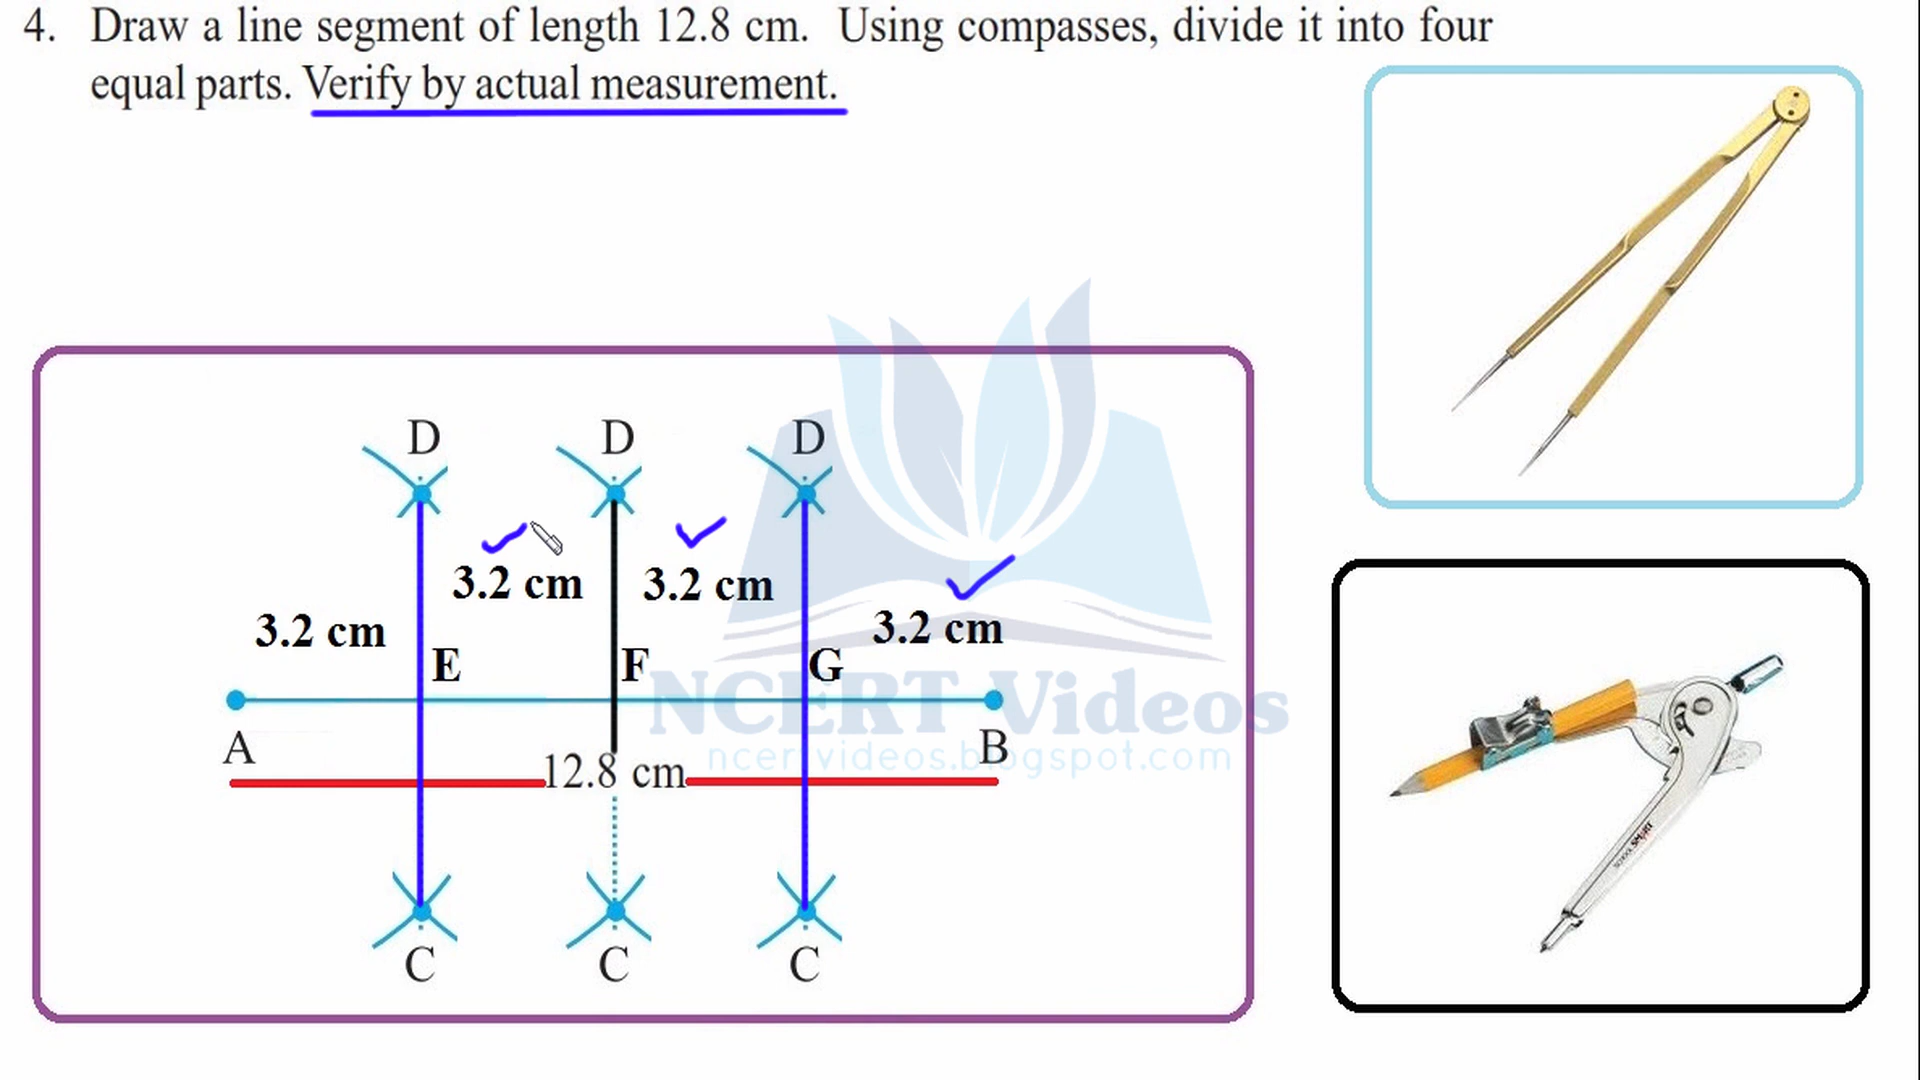 4. Draw a line segment of length 12.8 cm. Using compasses, divide it into four
equal parts. Verify by actual measurement.
D D D
3.2 cm 3.2 cm
3.2 cm 3.2 cm
E F G
NCERT Videos
A B
ncertvideos.blogspot.com
12.8 cm
C C C